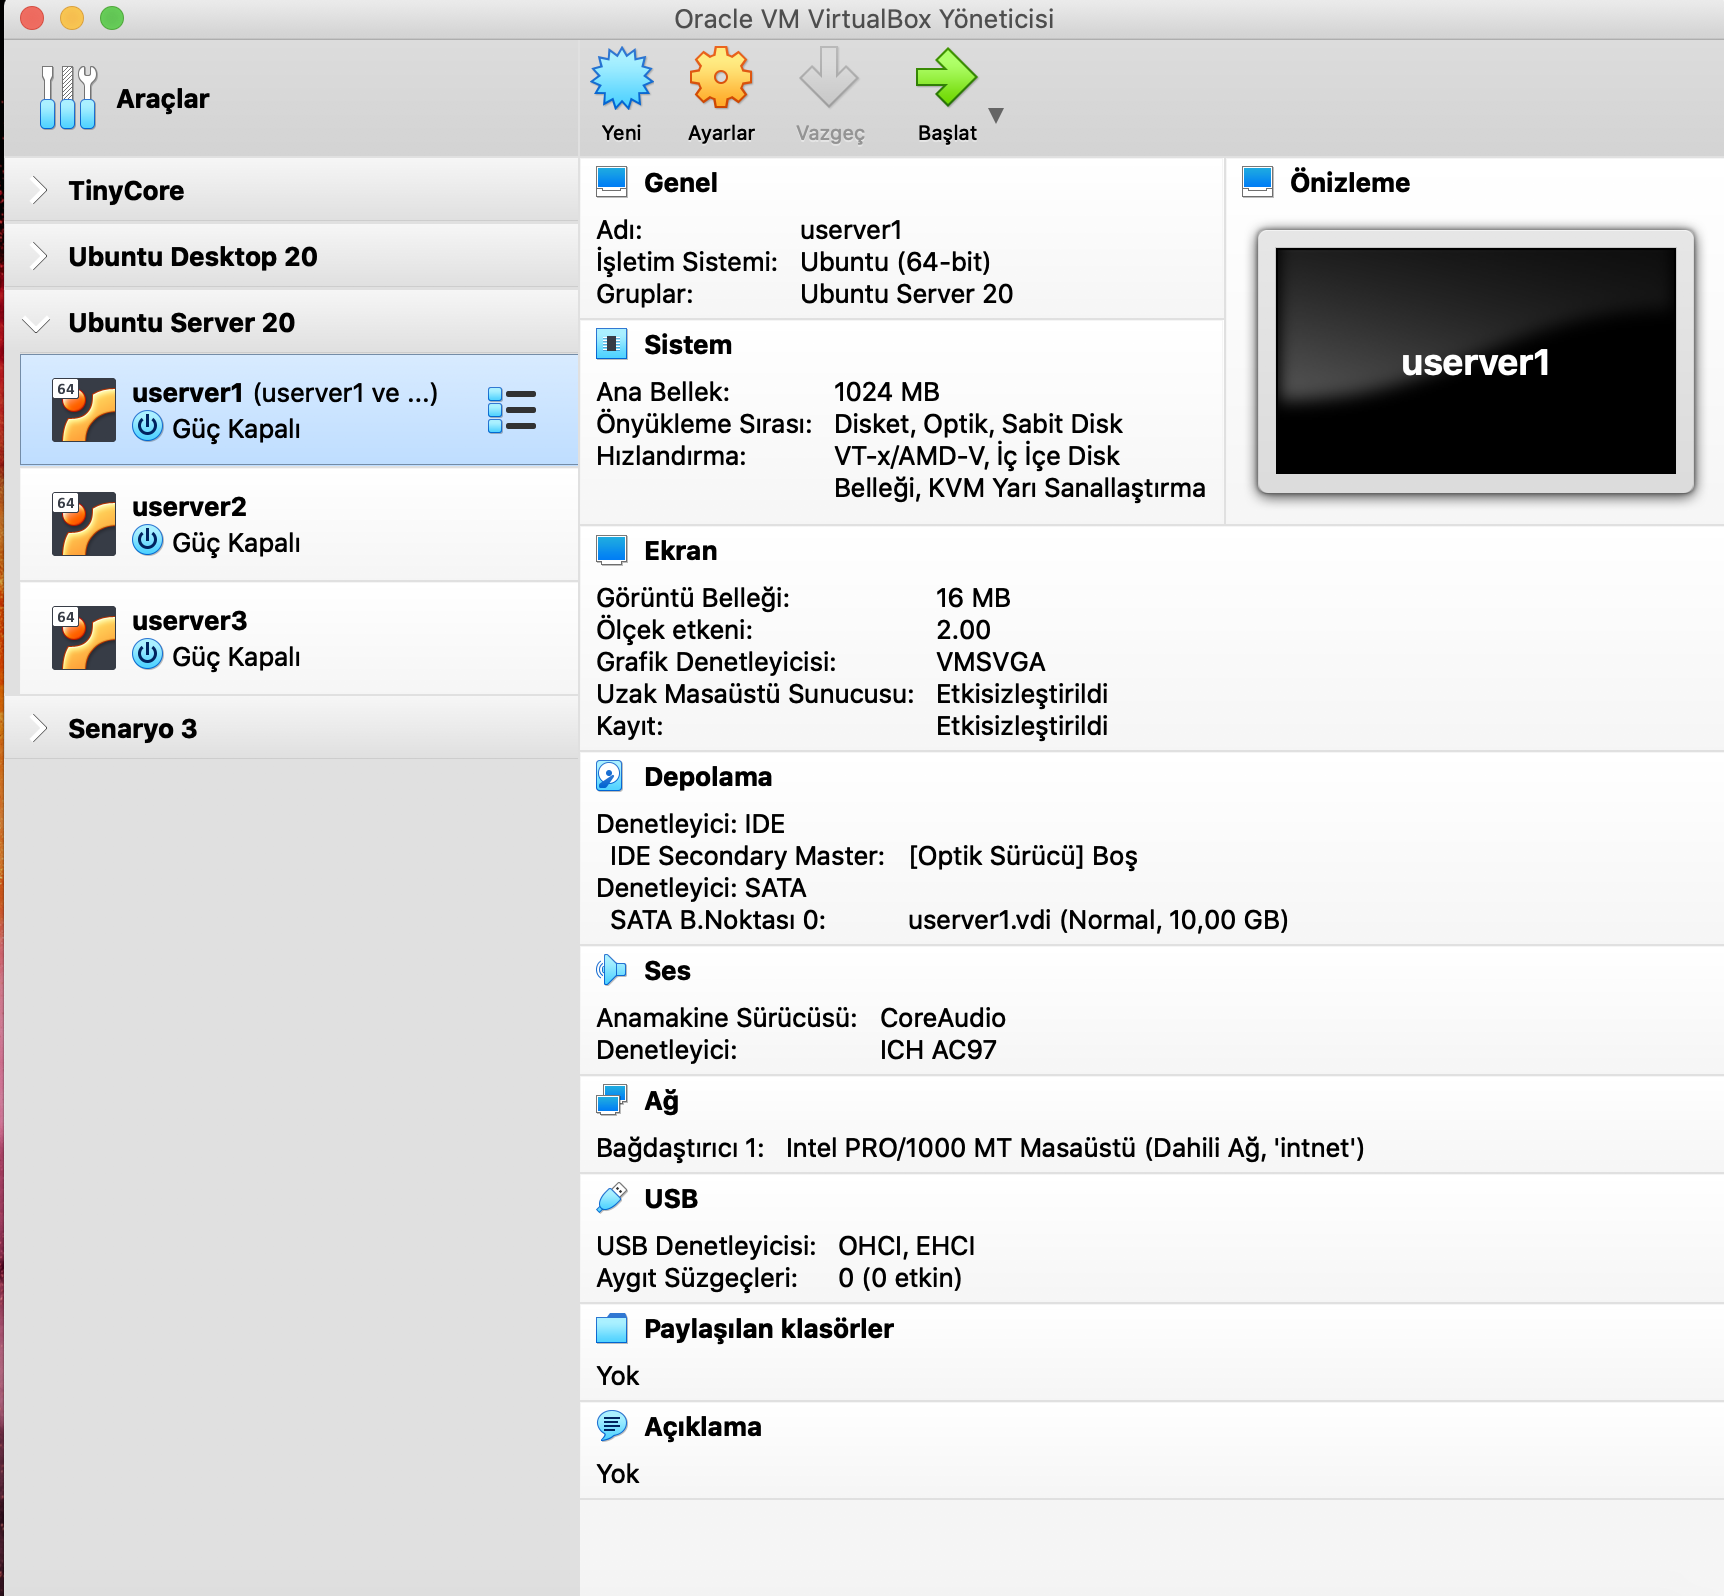 Oracle VM VirtualBox Yöneticisi
Araçlar
Yeni
Ayarlar
Vazgeç
Başlat
TinyCore
Ubuntu Desktop 20
Ubuntu Server 20
64
userver1 (userver1 ve ...)
Güç Kapalı
64
userver2
Güç Kapalı
64
userver3
Güç Kapalı
Senaryo 3
Genel
Adı: userver1
İşletim Sistemi: Ubuntu (64-bit)
Gruplar: Ubuntu Server 20
Önizleme
userver1
Sistem
Ana Bellek: 1024 MB
Önyükleme Sırası: Disket, Optik, Sabit Disk
Hızlandırma: VT-x/AMD-V, İç İçe Disk
Belleği, KVM Yarı Sanallaştırma
Ekran
Görüntü Belleği: 16 MB
Ölçek etkeni: 2.00
Grafik Denetleyicisi: VMSVGA
Uzak Masaüstü Sunucusu: Etkisizleştirildi
Kayıt: Etkisizleştirildi
Depolama
Denetleyici: IDE
IDE Secondary Master: [Optik Sürücü] Boş
Denetleyici: SATA
SATA B.Noktası 0: userver1.vdi (Normal, 10,00 GB)
Ses
Anamakine Sürücüsü: CoreAudio
Denetleyici: ICH AC97
Ağ
Bağdaştırıcı 1: Intel PRO/1000 MT Masaüstü (Dahili Ağ, 'intnet')
USB
USB Denetleyicisi: OHCI, EHCI
Aygıt Süzgeçleri: 0 (0 etkin)
Paylaşılan klasörler
Yok
Açıklama
Yok